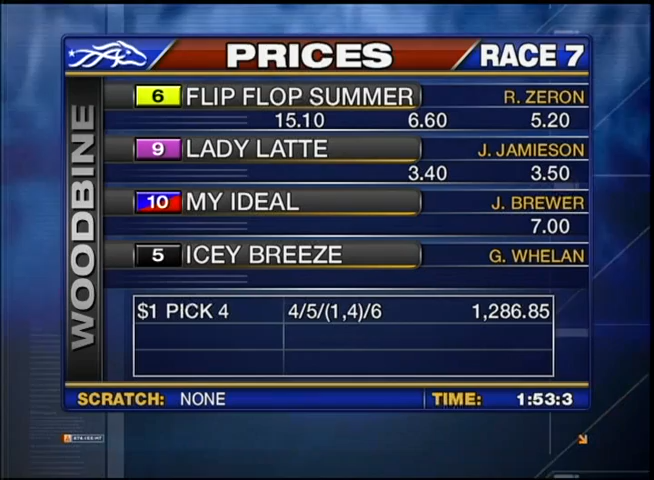 PRICES RACE 7
6 FLIP FLOP SUMMER R. ZERON
15.10 6.60 5.20
9 LADY LATTE J. JAMIESON
3.40 3.50
10 MY IDEAL J. BREWER
7.00
5 ICEY BREEZE G. WHELAN
WOODBINE
$1 PICK 4 4/5/(1,4)/6 1,286.85
SCRATCH: NONE TIME: 1:53:3